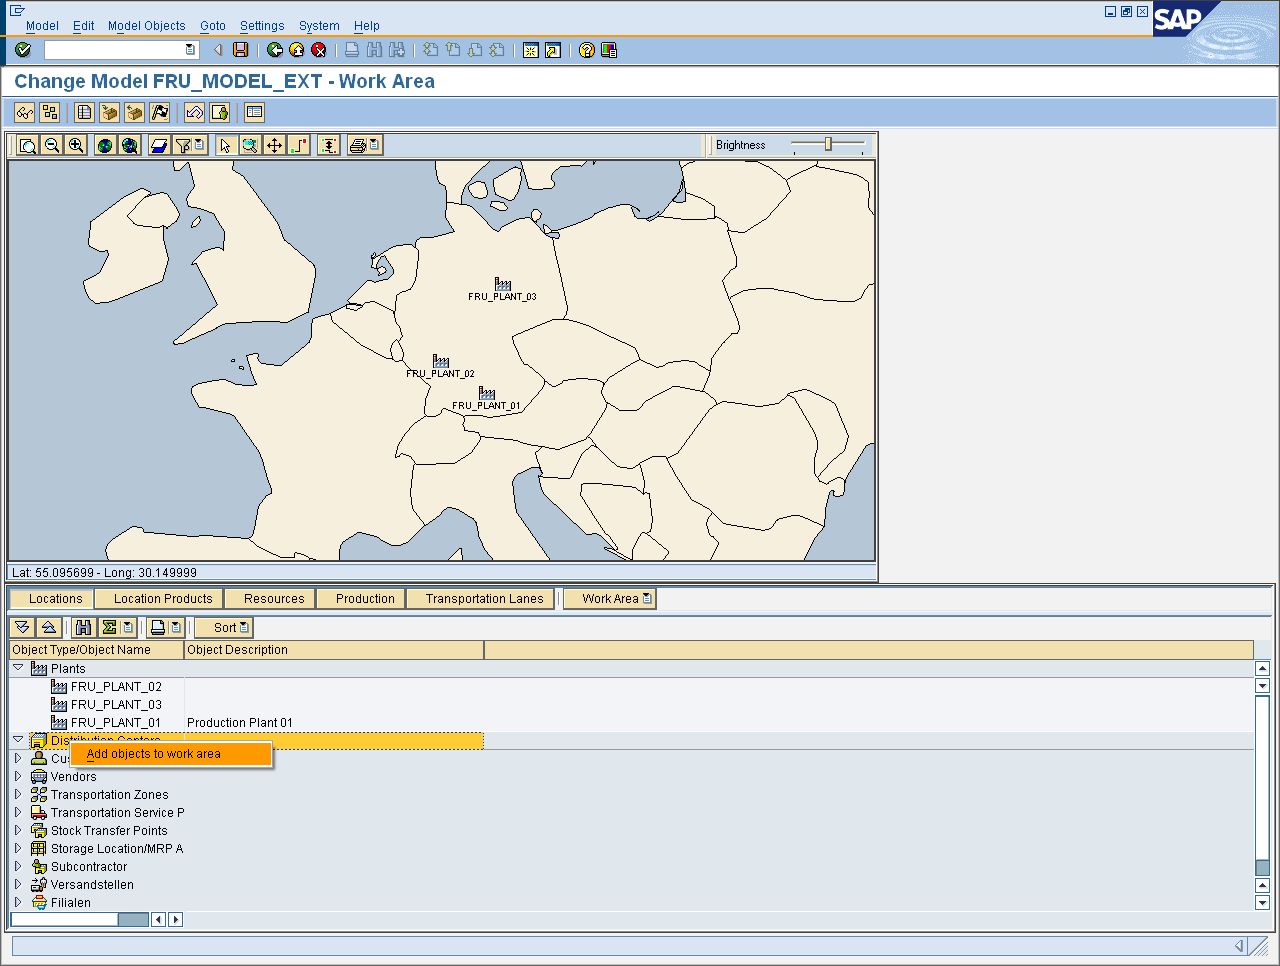 Model Edit Model Objects Goto Settings System Help
SAP
Change Model FRU_MODEL_EXT - Work Area
Brightness
FRU_PLANT_03
FRU_PLANT_02
FRU_PLANT_01
Lat: 55.095699 - Long: 30.149999
Locations Location Products Resources Production Transportation Lanes Work Area
Sort
Object Type/Object Name Object Description
Plants
FRU_PLANT_02
FRU_PLANT_03
FRU_PLANT_01 Production Plant 01
Distribution Centers
Add objects to work area
Cus
Vendors
Transportation Zones
Transportation Service P
Stock Transfer Points
Storage Location/MRP A
Subcontractor
Versandstellen
Filialen